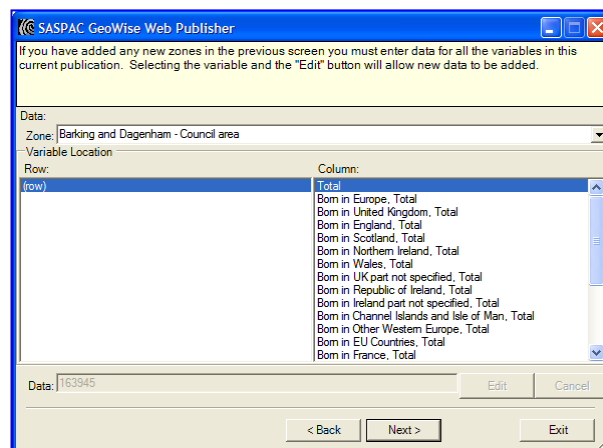 SASPAC GeoWise Web Publisher
If you have added any new zones in the previous screen you must enter data for all the variables in this
current publication. Selecting the variable and the "Edit" button will allow new data to be added.
Data:
Zone: Barking and Dagenham - Council area
Variable Location
Row: Column:
(row) Total
Born in Europe, Total
Born in United Kingdom, Total
Born in England, Total
Born in Scotland, Total
Born in Northern Ireland, Total
Born in Wales, Total
Born in UK part not specified, Total
Born in Republic of Ireland, Total
Born in Ireland part not specified, Total
Born in Channel Islands and Isle of Man, Total
Born in Other Western Europe, Total
Born in EU Countries, Total
Born in France, Total
Data: 163945 Edit Cancel
< Back Next > Exit